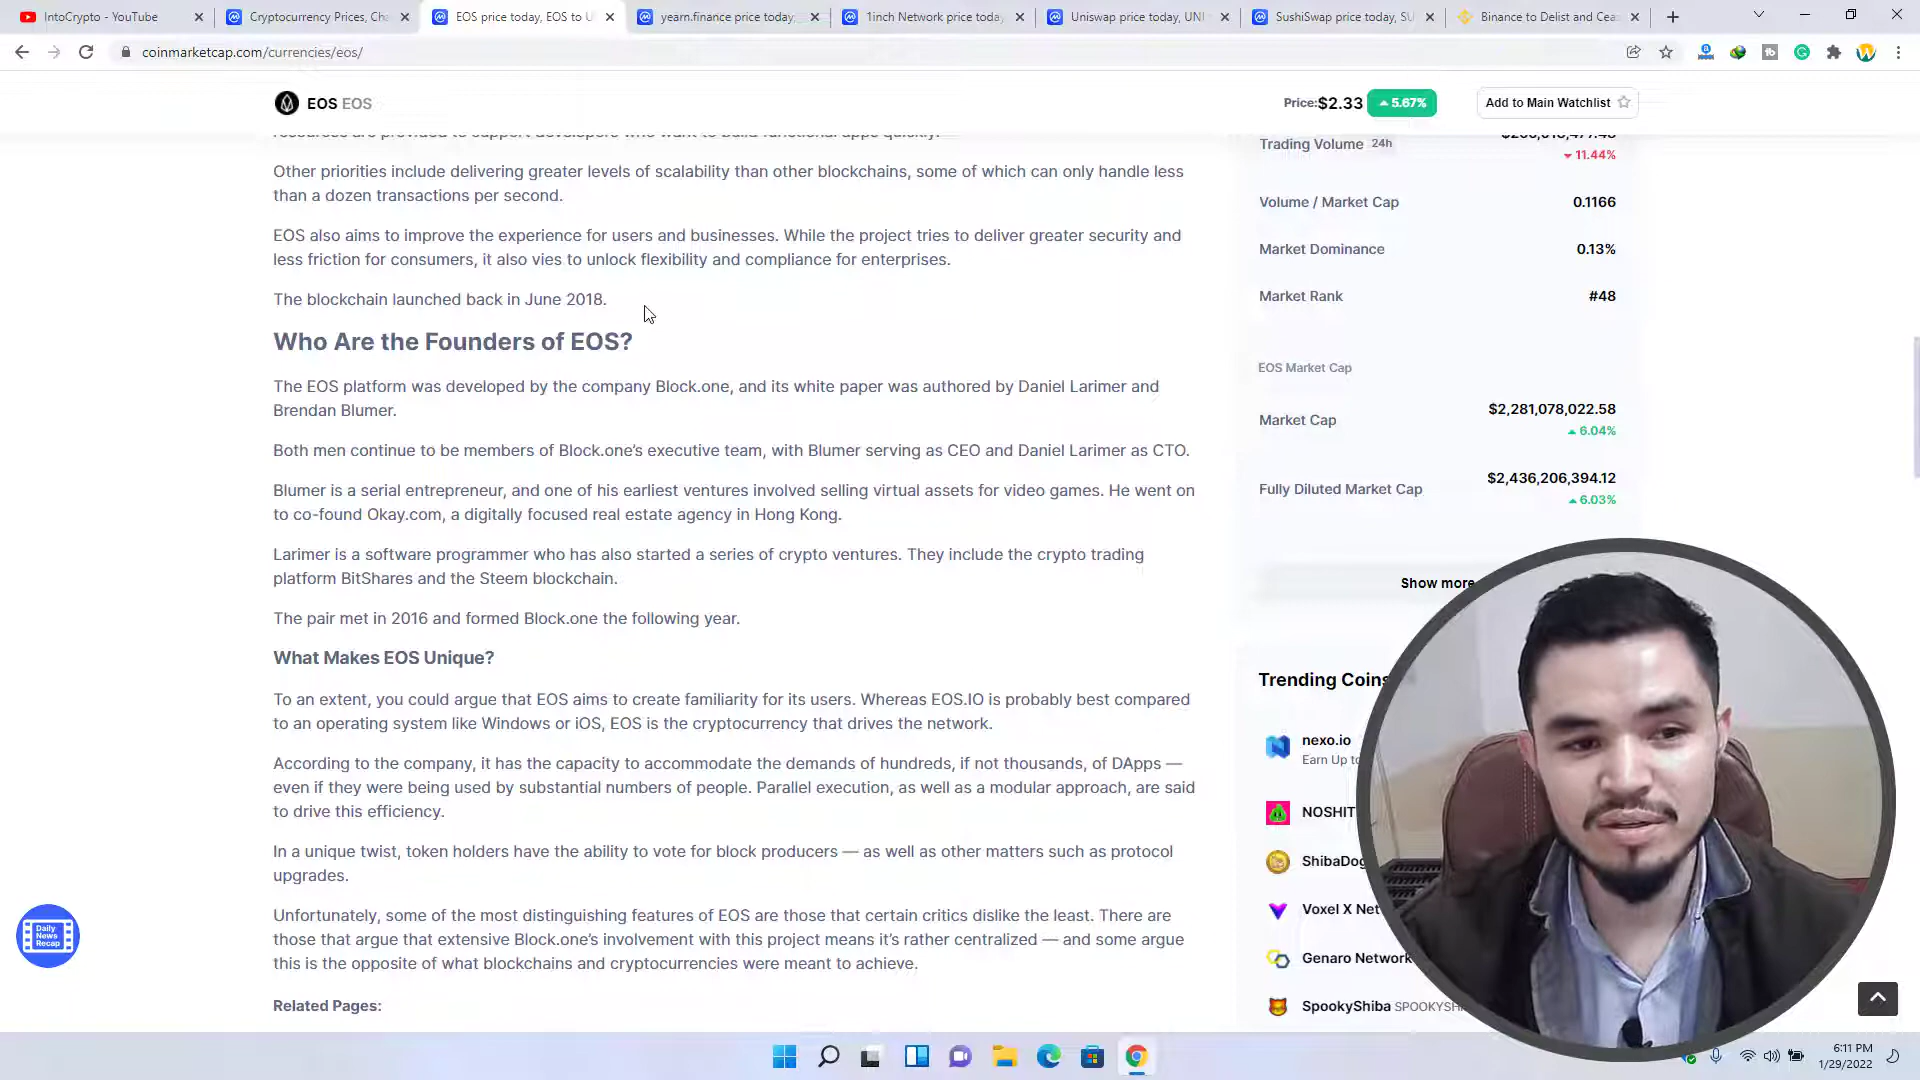 IntoCrypto - YouTube
Cryptocurrency Prices, Cha
EOS price today, EOS to U
yearn.finance price today,
1inch Network price toda
Uniswap price today, UNI
SushiSwap price today, SU
Binance to Delist and Cea
coinmarketcap.com/currencies/eos/
EOS EOS
Price:$2.33 5.67%
Add to Main Watchlist
resources are provided to support developers who want to build functional apps quickly.
Other priorities include delivering greater levels of scalability than other blockchains, some of which can only handle less
than a dozen transactions per second.
EOS also aims to improve the experience for users and businesses. While the project tries to deliver greater security and
less friction for consumers, it also vies to unlock flexibility and compliance for enterprises.
The blockchain launched back in June 2018.
Who Are the Founders of EOS?
The EOS platform was developed by the company Block.one, and its white paper was authored by Daniel Larimer and
Brendan Blumer.
Both men continue to be members of Block.one’s executive team, with Blumer serving as CEO and Daniel Larimer as CTO.
Blumer is a serial entrepreneur, and one of his earliest ventures involved selling virtual assets for video games. He went on
to co-found Okay.com, a digitally focused real estate agency in Hong Kong.
Larimer is a software programmer who has also started a series of crypto ventures. They include the crypto trading
platform BitShares and the Steem blockchain.
The pair met in 2016 and formed Block.one the following year.
What Makes EOS Unique?
To an extent, you could argue that EOS aims to create familiarity for its users. Whereas EOS.IO is probably best compared
to an operating system like Windows or iOS, EOS is the cryptocurrency that drives the network.
According to the company, it has the capacity to accommodate the demands of hundreds, if not thousands, of DApps —
even if they were being used by substantial numbers of people. Parallel execution, as well as a modular approach, are said
to drive this efficiency.
In a unique twist, token holders have the ability to vote for block producers — as well as other matters such as protocol
upgrades.
Unfortunately, some of the most distinguishing features of EOS are those that certain critics dislike the least. There are
those that argue that extensive Block.one’s involvement with this project means it’s rather centralized — and some argue
this is the opposite of what blockchains and cryptocurrencies were meant to achieve.
Related Pages:
Trading Volume 24h
11.44%
Volume / Market Cap 0.1166
Market Dominance 0.13%
Market Rank #48
EOS Market Cap
Market Cap $2,281,078,022.58
6.04%
Fully Diluted Market Cap $2,436,206,394.12
6.03%
Show more
Trending Coins
nexo.io
Earn Up to
NOSHIT
ShibaDog
Voxel X Net
Genaro Network
SpookyShiba SPOOKYSH
Daily
News
Recap
6:11 PM
1/29/2022